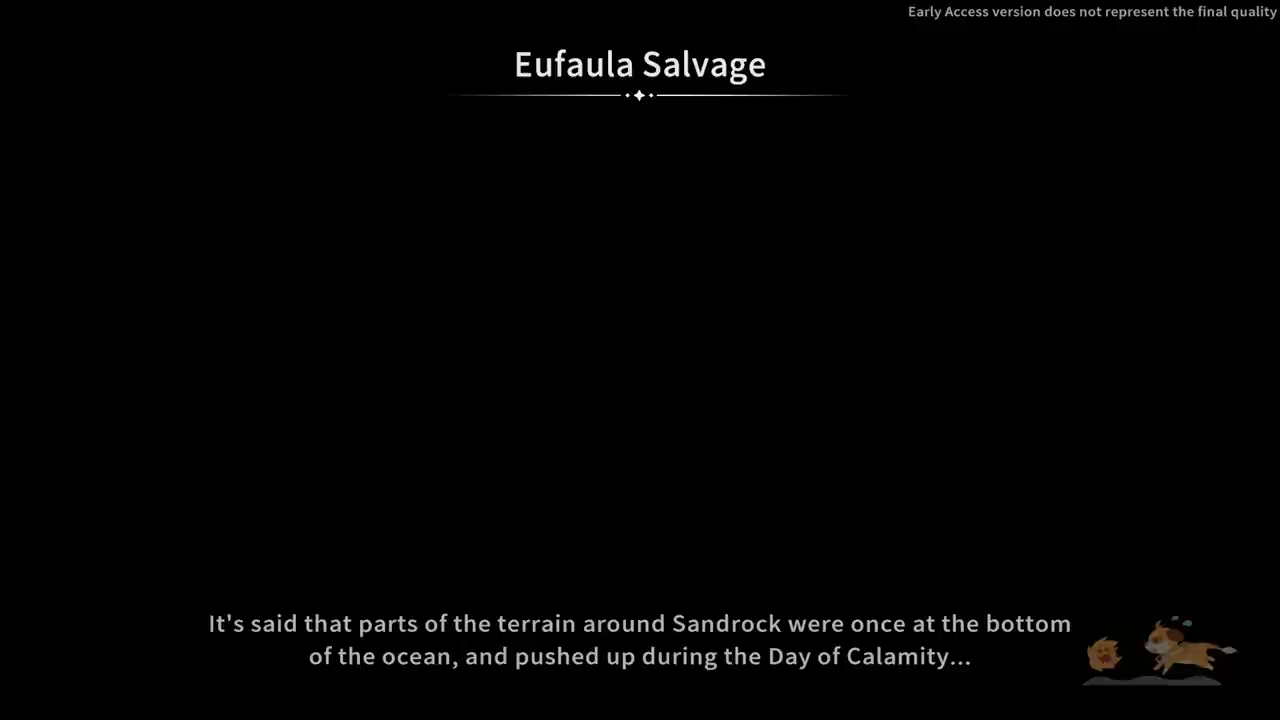 Early Access version does not represent the final quality
Eufaula Salvage
It's said that parts of the terrain around Sandrock were once at the bottom
of the ocean, and pushed up during the Day of Calamity...